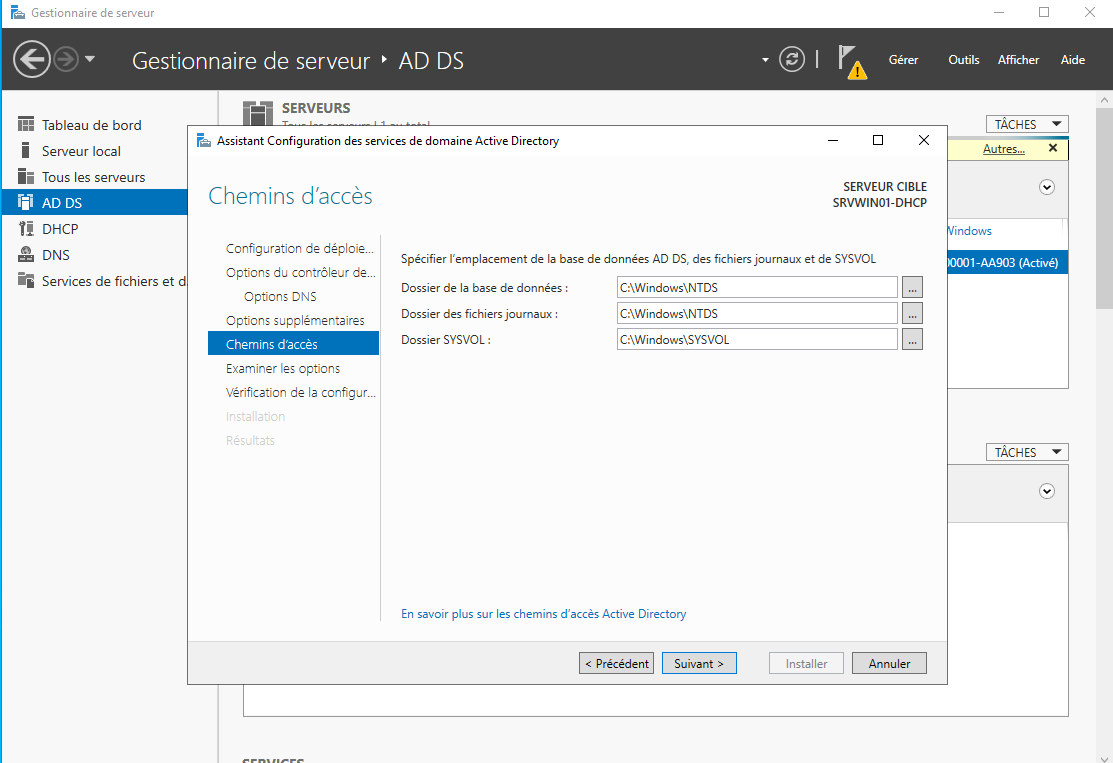 Gestionnaire de serveur
Gestionnaire de serveur ‣ AD DS
Gérer Outils Afficher Aide
Tableau de bord
Serveur local
Tous les serveurs
AD DS
DHCP
DNS
Services de fichiers et d
SERVEURS
Tous les serveurs | 1 au total
TÂCHES
Autres...
Windows
00001-AA903 (Activé)
Assistant Configuration des services de domaine Active Directory
Chemins d’accès
SERVEUR CIBLE
SRVWIN01-DHCP
Configuration de déploie...
Options du contrôleur de...
Options DNS
Options supplémentaires
Chemins d’accès
Examiner les options
Vérification de la configur...
Installation
Résultats
Spécifier l’emplacement de la base de données AD DS, des fichiers journaux et de SYSVOL
Dossier de la base de données : C:\Windows\NTDS ...
Dossier des fichiers journaux : C:\Windows\NTDS ...
Dossier SYSVOL : C:\Windows\SYSVOL ...
En savoir plus sur les chemins d’accès Active Directory
< Précédent Suivant > Installer Annuler
TÂCHES
SERVICES